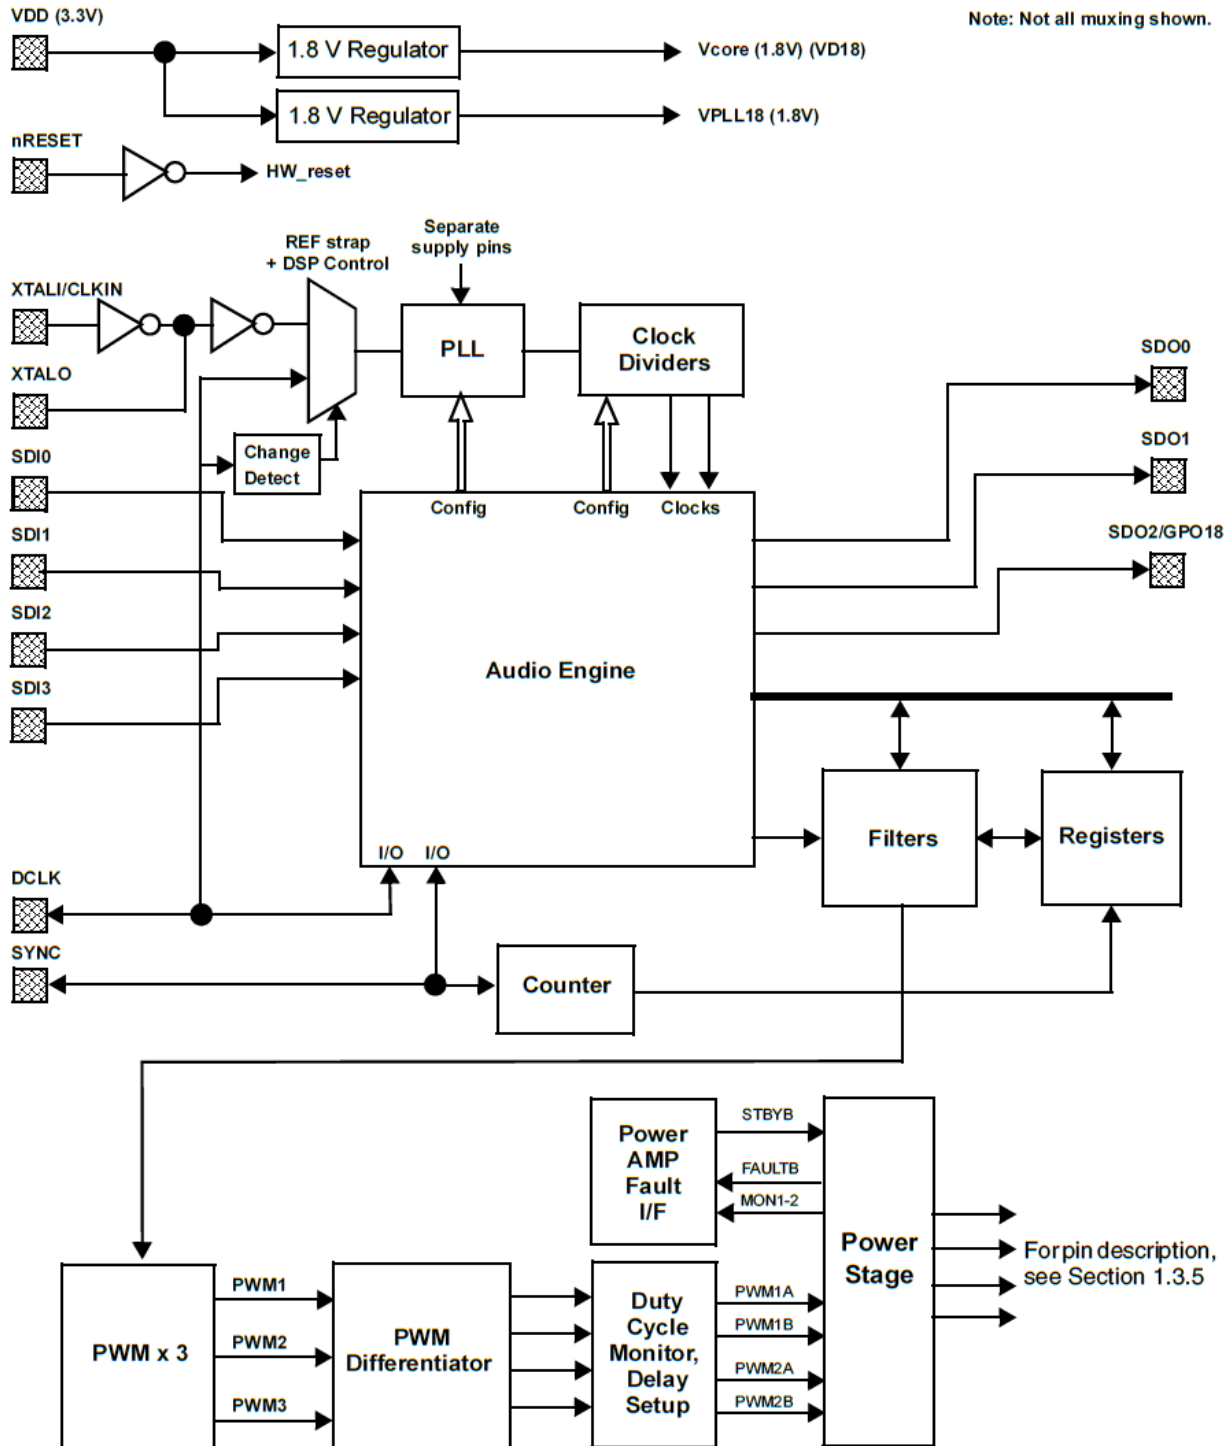 VDD (3.3V)
Note: Not all muxing shown.
1.8 V Regulator
Vcore (1.8V) (VD18)
1.8 V Regulator
VPLL18 (1.8V)
nRESET
HW_reset
REF strap
+ DSP Control
Separate
supply pins
XTALI/CLKIN
PLL
Clock
Dividers
XTALO
SDO0
Change
Detect
SDI0
SDO1
Config
Config
Clocks
SDI1
SDO2/GPO18
SDI2
Audio Engine
SDI3
Filters
Registers
I/O
I/O
DCLK
SYNC
Counter
Power
AMP
Fault
I/F
STBYB
FAULTB
MON1-2
Power
Stage
For pin description,
see Section 1.3.5
PWM x 3
PWM1
PWM2
PWM3
PWM
Differentiator
Duty
Cycle
Monitor,
Delay
Setup
PWM1A
PWM1B
PWM2A
PWM2B